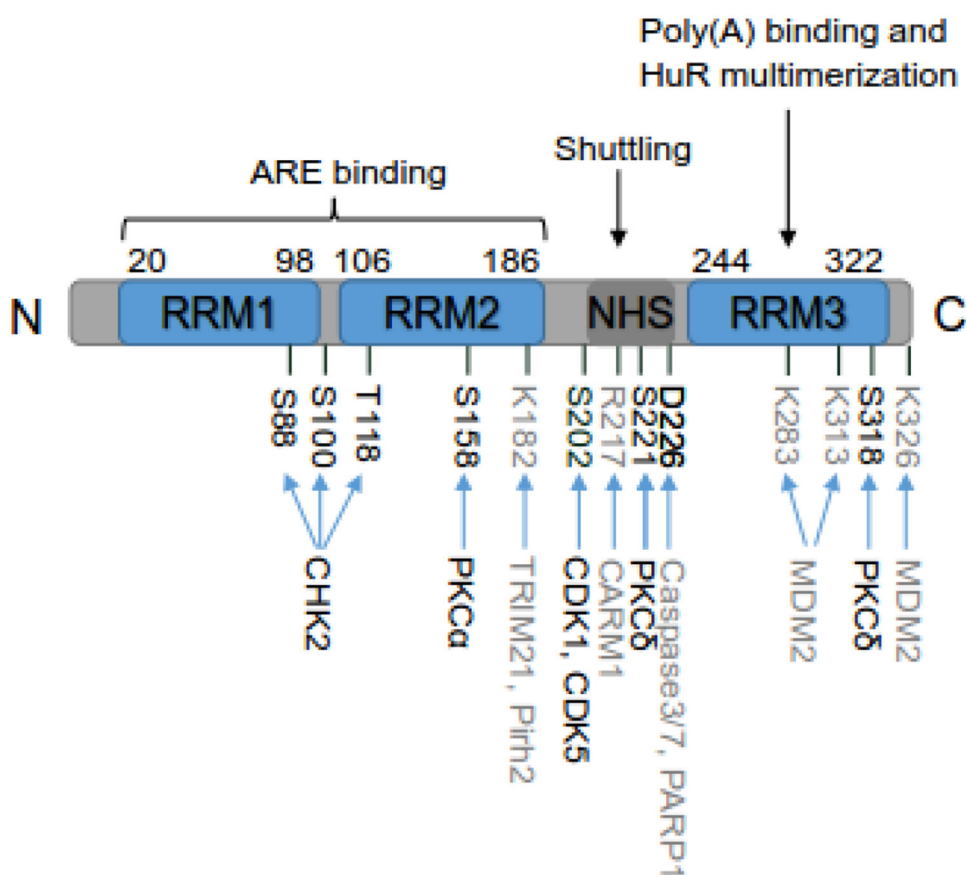 Poly(A) binding and
HuR multimerization
Shuttling
ARE binding
20 98 106 186 244 322
N RRM1 RRM2 NHS RRM3 C
S88
S100
T118
S158
K182
S202
R217
S221
D226
K283
K313
S318
K326
CHK2
PKCα
TRIM21, Pirh2
CDK1, CDK5
CARM1
PKCδ
Caspase3/7, PARP1
MDM2
PKCδ
MDM2